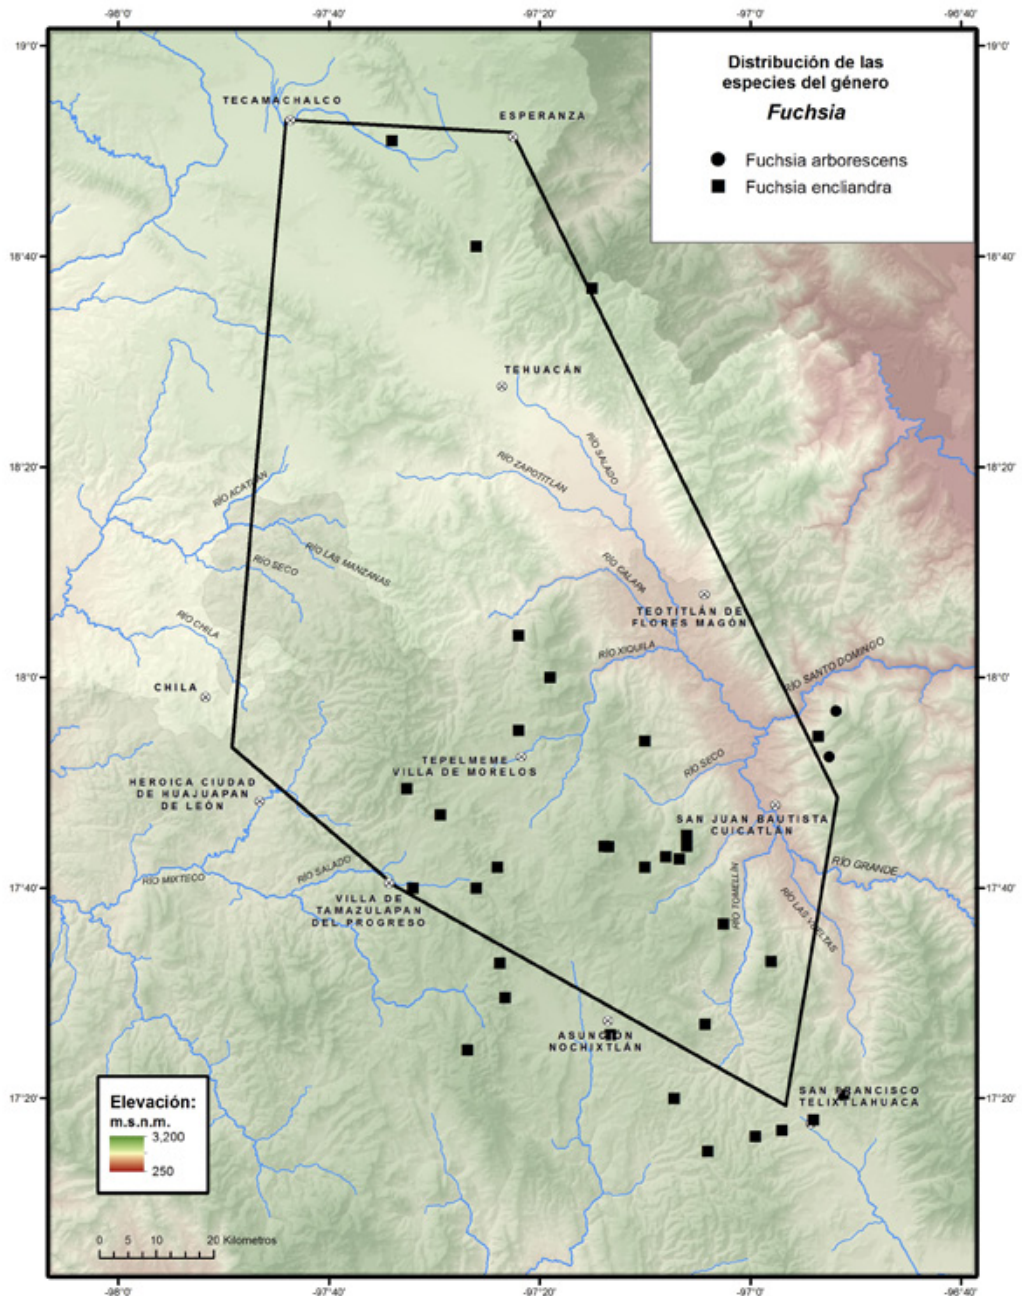 -98°0'
-97°40'
-97°20'
-97°0'
-96°40'
19°0'
19°0'
Distribución de las
especies del género
Fuchsia
Fuchsia arborescens
Fuchsia encliandra
TECAMACHALCO
ESPERANZA
18°40'
18°40'
TEHUACÁN
RÍO SALADO
RÍO ZAPOTITLÁN
18°20'
18°20'
RÍO ACATLÁN
RÍO LAS MANZANAS
RÍO SECO
RÍO CALAPA
TEOTITLÁN DE
FLORES MAGÓN
RÍO CHILA
RÍO XIQUILA
RÍO SANTO DOMINGO
18°0'
18°0'
CHILA
TEPELMEME
VILLA DE MORELOS
RÍO SECO
HEROICA CIUDAD
DE HUAJUAPAN
DE LEÓN
SAN JUAN BAUTISTA
CUICATLÁN
RÍO GRANDE
RÍO MIXTECO
RÍO SALADO
17°40'
17°40'
VILLA DE
TAMAZULAPAN
DEL PROGRESO
RÍO TOMELLÍN
RÍO LAS VUELTAS
ASUNCIÓN
NOCHIXTLÁN
SAN FRANCISCO
TELIXTLAHUACA
17°20'
17°20'
Elevación:
m.s.n.m.
3,200
250
0 5 10 20 Kilometros
-98°0'
-97°40'
-97°20'
-97°0'
-96°40'